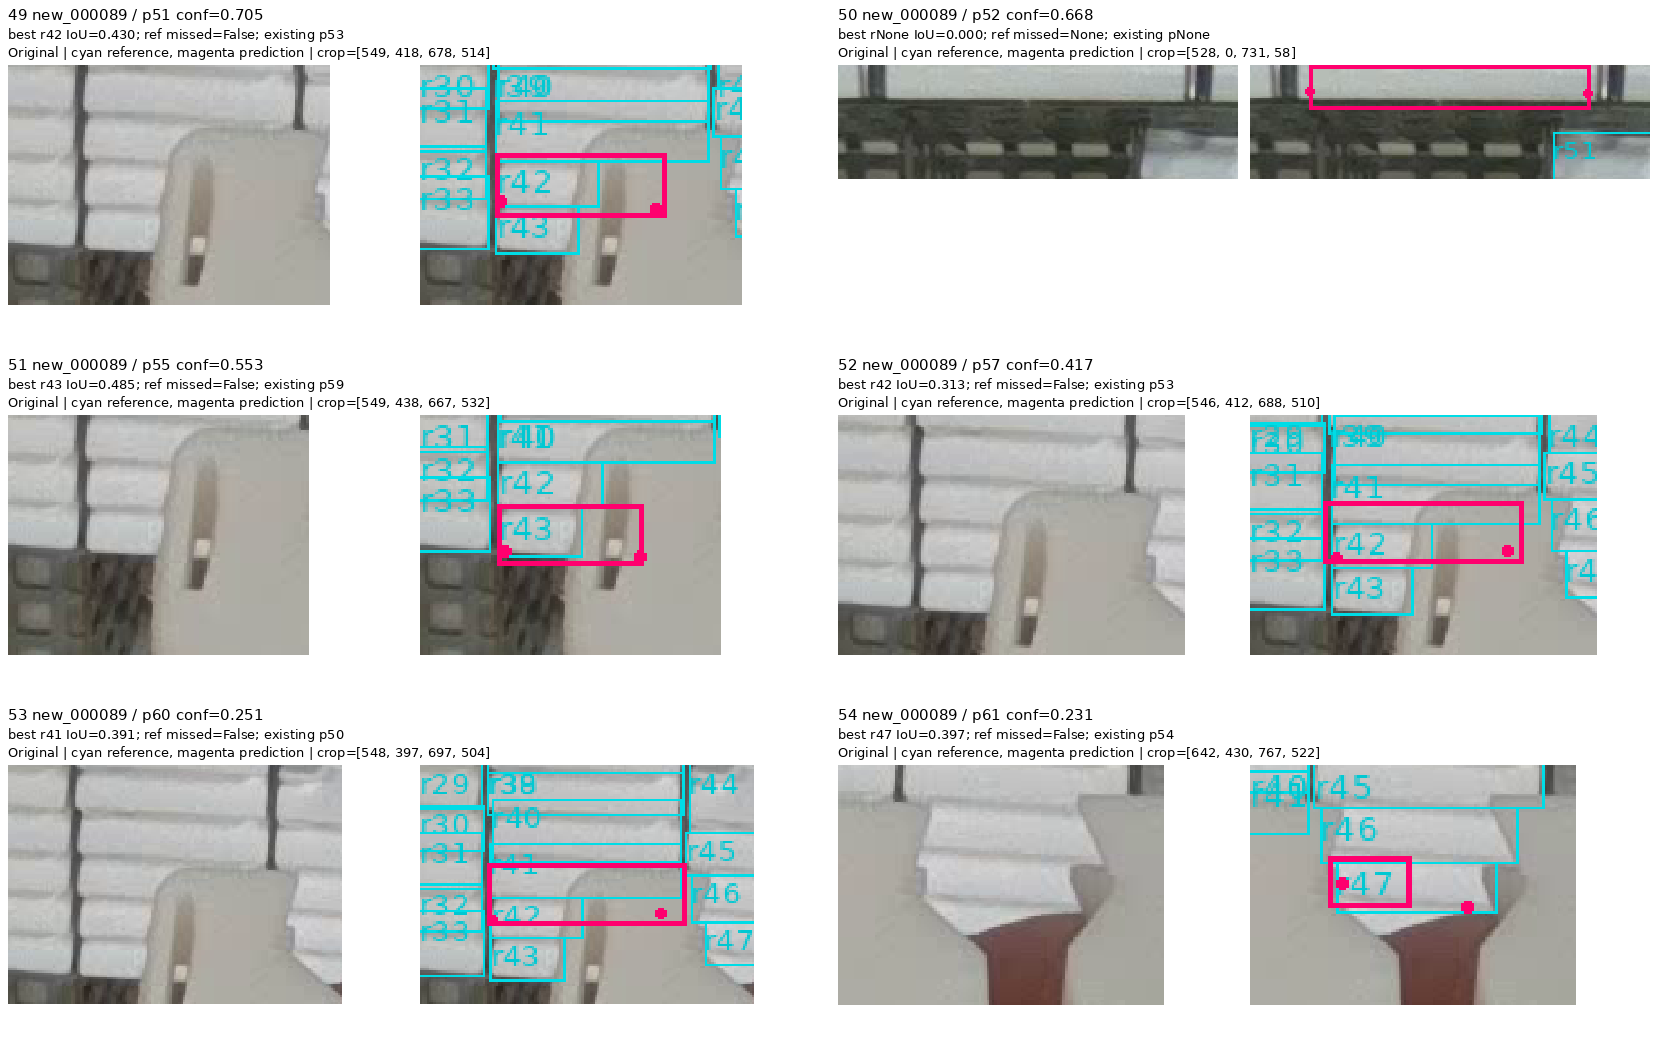 49 new_000089 / p51 conf=0.705
best r42 IoU=0.430; ref missed=False; existing p53
Original | cyan reference, magenta prediction | crop=[549, 418, 678, 514]
r30
r40
r31
r41
r32
r42
r33
r43
50 new_000089 / p52 conf=0.668
best rNone IoU=0.000; ref missed=None; existing pNone
Original | cyan reference, magenta prediction | crop=[528, 0, 731, 58]
r51
51 new_000089 / p55 conf=0.553
best r43 IoU=0.485; ref missed=False; existing p59
Original | cyan reference, magenta prediction | crop=[549, 438, 667, 532]
r31
r32
r42
r33
r43
52 new_000089 / p57 conf=0.417
best r42 IoU=0.313; ref missed=False; existing p53
Original | cyan reference, magenta prediction | crop=[546, 412, 688, 510]
r44
r31
r45
r41
r46
r32
r42
r33
r43
53 new_000089 / p60 conf=0.251
best r41 IoU=0.391; ref missed=False; existing p50
Original | cyan reference, magenta prediction | crop=[548, 397, 697, 504]
r29
r44
r30
r40
r31
r41
r45
r32
r42
r46
r33
r43
r47
54 new_000089 / p61 conf=0.231
best r47 IoU=0.397; ref missed=False; existing p54
Original | cyan reference, magenta prediction | crop=[642, 430, 767, 522]
r45
r46
r47